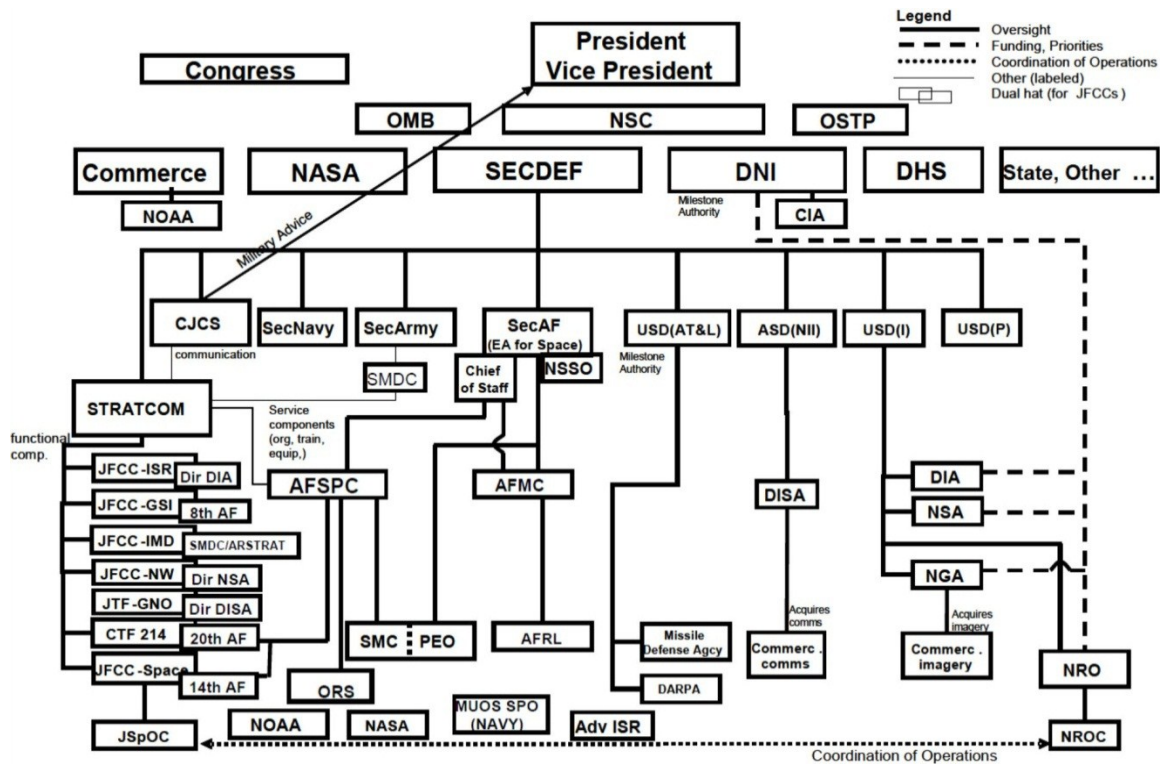 Legend
Oversight
Funding, Priorities
Coordination of Operations
Other (labeled)
Dual hat (for JFCCs)
Congress
President
Vice President
OMB
NSC
OSTP
Commerce
NASA
SECDEF
DNI
DHS
State, Other ...
NOAA
Milestone
Authority
CIA
Military Advice
CJCS
SecNavy
SecArmy
SecAF
(EA for Space)
USD(AT&L)
ASD(NII)
USD(I)
USD(P)
communication
SMDC
Chief
of Staff
NSSO
Milestone
Authority
STRATCOM
Service
components
(org, train,
equip,)
functional
comp.
JFCC-ISR
Dir DIA
AFSPC
AFMC
DISA
DIA
JFCC-GSI
8th AF
NSA
JFCC-IMD
SMDC/ARSTRAT
JFCC-NW
Dir NSA
NGA
JTF-GNO
Dir DISA
Acquires
comms
Acquires
imagery
CTF 214
20th AF
SMC
PEO
AFRL
Missile
Defense Agcy
Commerc.
comms
Commerc.
imagery
JFCC-Space
14th AF
ORS
DARPA
NRO
JSpOC
NOAA
NASA
MUOS SPO
(NAVY)
Adv ISR
NROC
Coordination of Operations